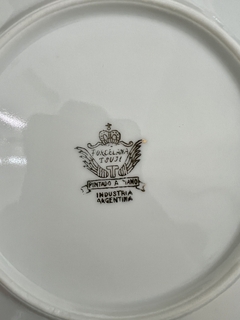 PORCELANA
TSUJI
PINTADO A MANO
INDUSTRIA
ARGENTINA